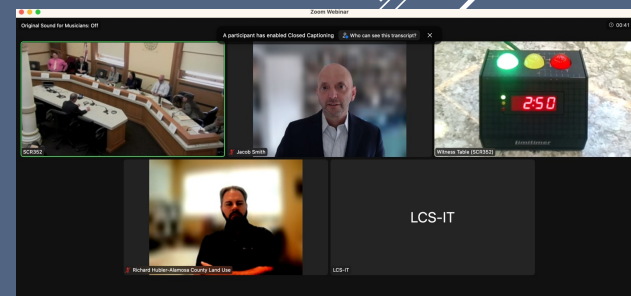 Zoom Webinar
Original Sound for Musicians: Off
A participant has enabled Closed Captioning
Who can see this transcript?
00:41
SCR352
Jacob Smith
2:50
Witness Table (SCR352)
LCS-IT
Richard Hubler-Alamosa County Land Use
LCS-IT